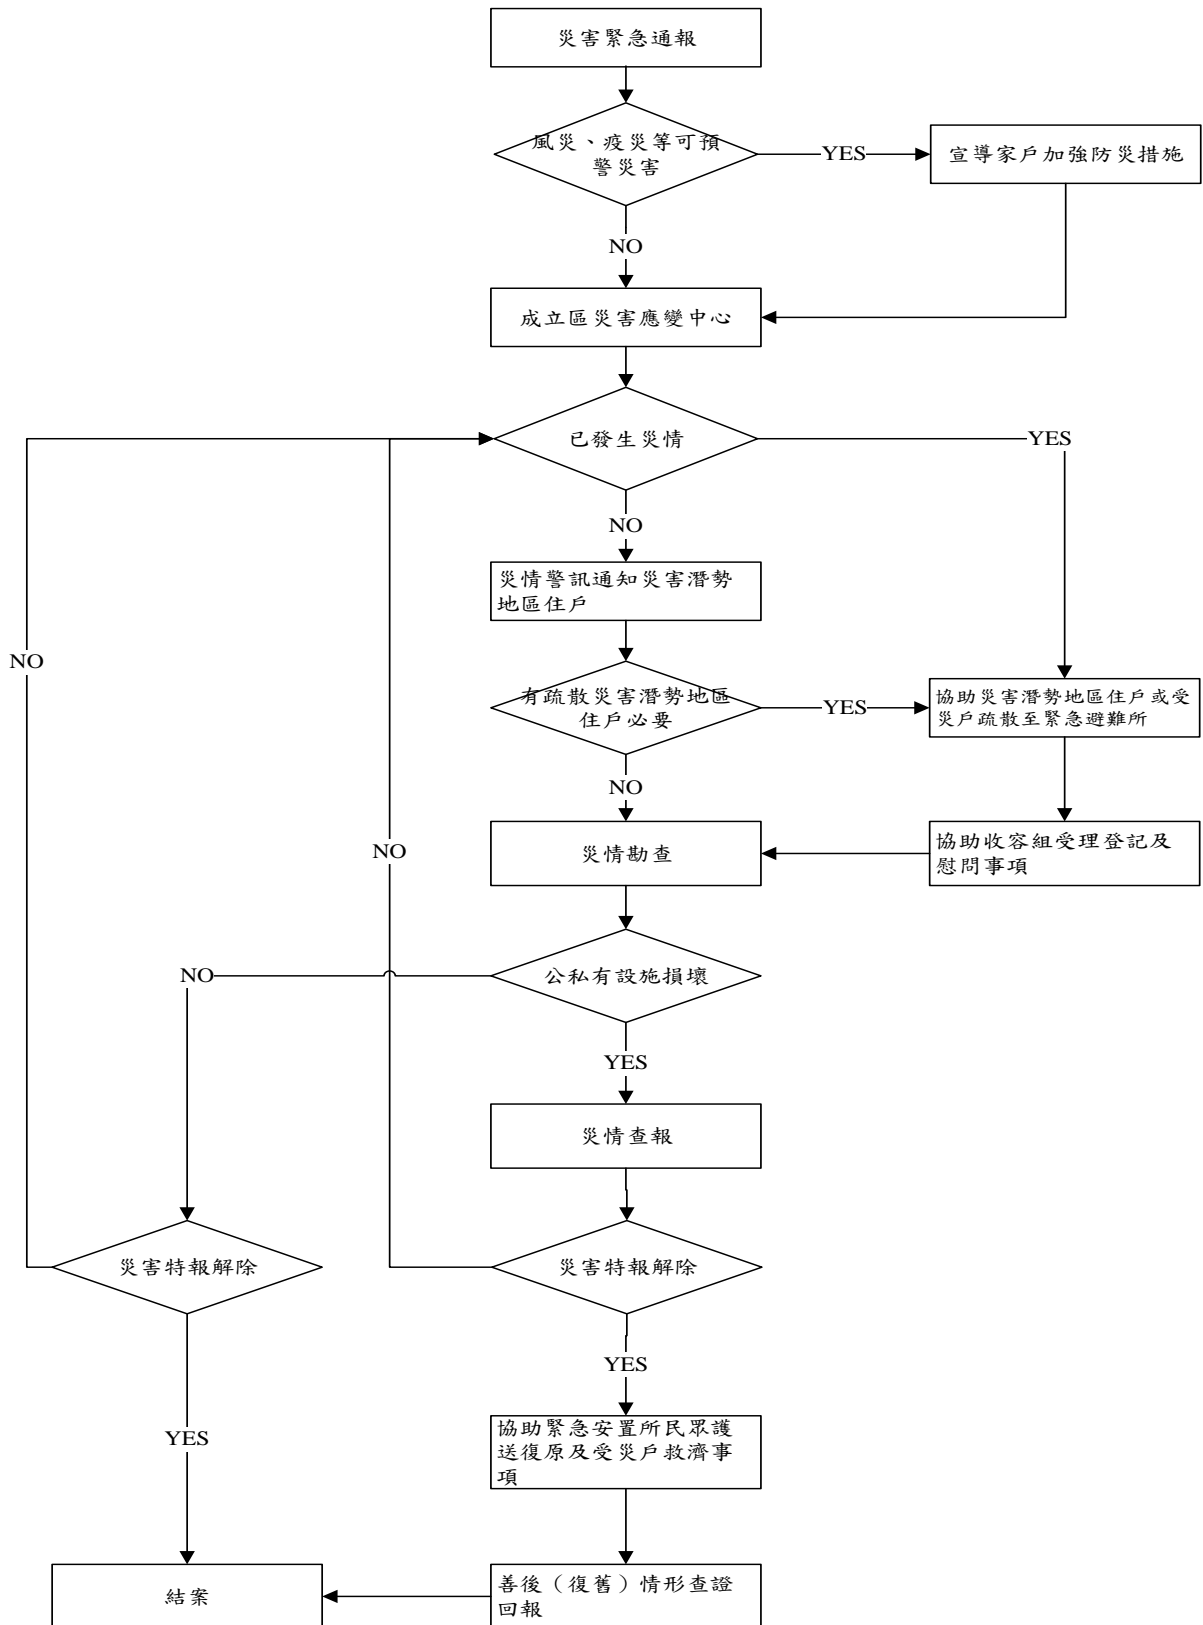 災害緊急通報
風災、疫災等可預
警災害
YES
宣導家戶加強防災措施
NO
成立區災害應變中心
已發生災情
YES
NO
災情警訊通知災害潛勢
地區住戶
NO
有疏散災害潛勢地區
住戶必要
YES
協助災害潛勢地區住戶或受
災戶疏散至緊急避難所
NO
災情勘查
協助收容組受理登記及
慰問事項
NO
公私有設施損壞
NO
YES
災情查報
災害特報解除
災害特報解除
YES
YES
協助緊急安置所民眾護
送復原及受災戶救濟事
項
結案
善後（復舊）情形查證
回報